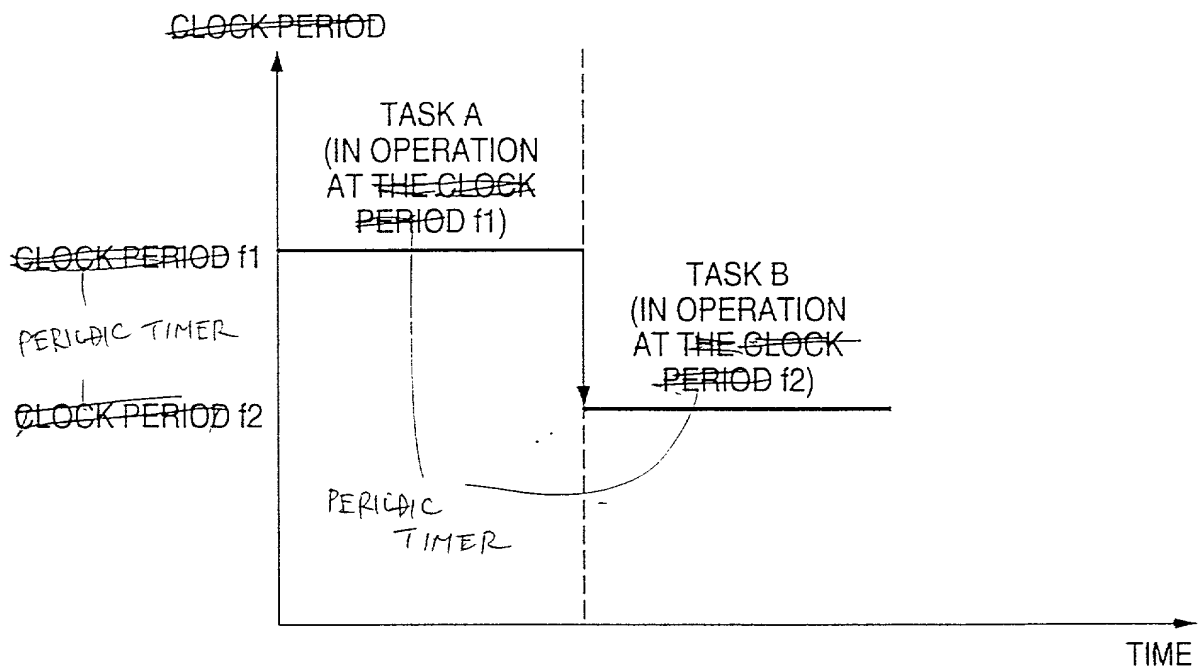 CLOCK PERIOD
TASK A
(IN OPERATION
AT THE CLOCK
PERIOD f1)
CLOCK PERIOD f1
TASK B
(IN OPERATION
AT THE CLOCK
PERIOD f2)
PERIODIC TIMER
CLOCK PERIOD f2
PERIODIC
TIMER
TIME